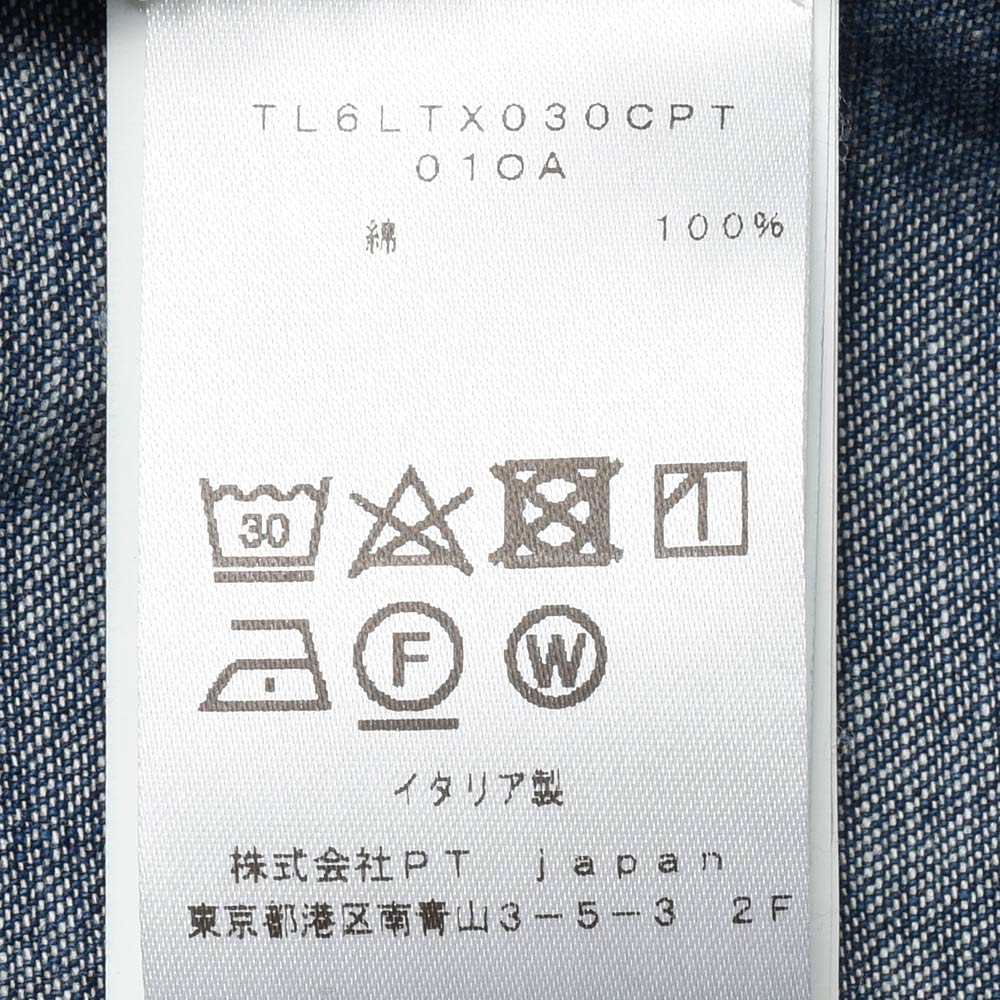 TL6LTX030CPT
010A
綿 100%
30
F W
イタリア製
株式会社PT japan
東京都港区南青山3-5-3 2F